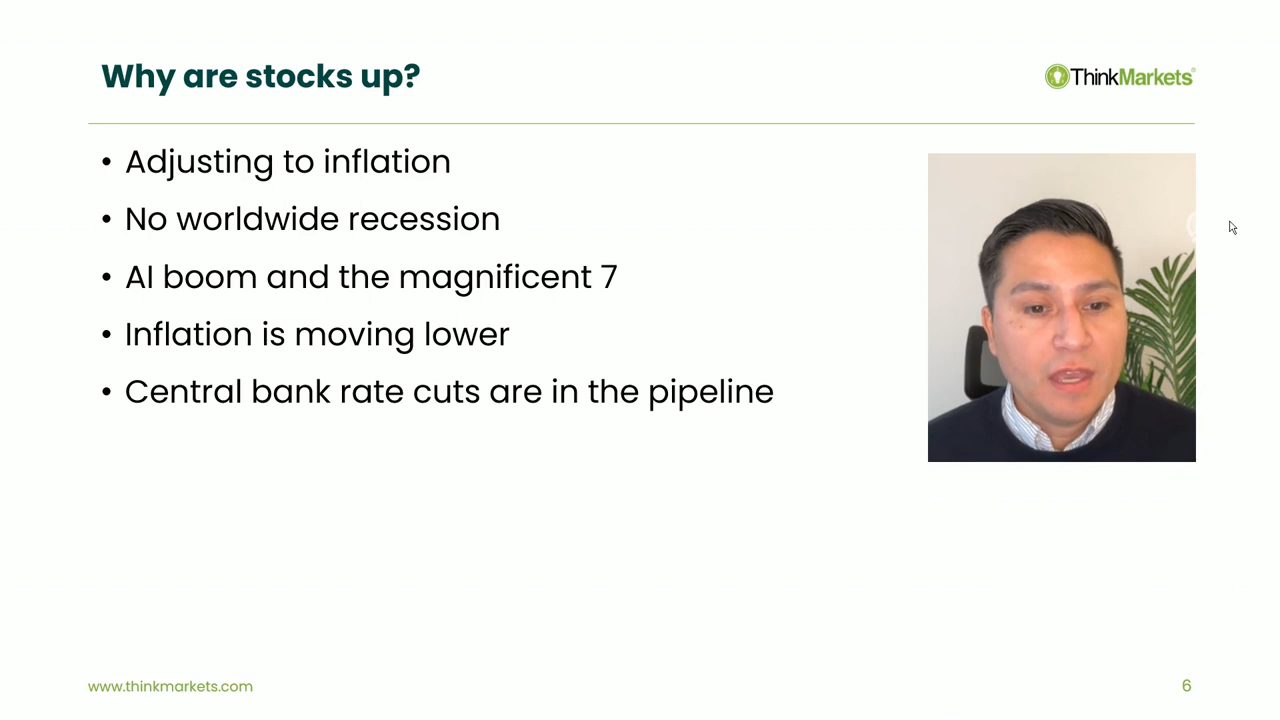 Why are stocks up?
ThinkMarkets®
• Adjusting to inflation
• No worldwide recession
• AI boom and the magnificent 7
• Inflation is moving lower
• Central bank rate cuts are in the pipeline
www.thinkmarkets.com
6